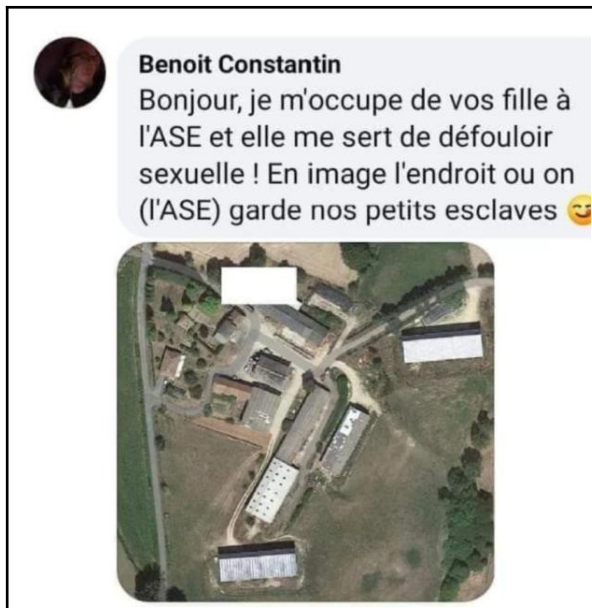 Benoit Constantin
Bonjour, je m'occupe de vos fille à
l'ASE et elle me sert de défouloir
sexuelle ! En image l'endroit ou on
(l'ASE) garde nos petits esclaves 😊